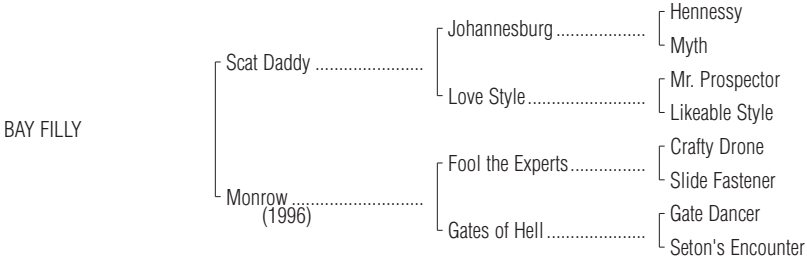 Hennessy
Johannesburg ...................
Myth
Scat Daddy .......................
Mr. Prospector
Love Style.........................
Likeable Style
BAY FILLY
Crafty Drone
Fool the Experts................
Slide Fastener
Monrow ............................
(1996)
Gate Dancer
Gates of Hell .....................
Seton's Encounter